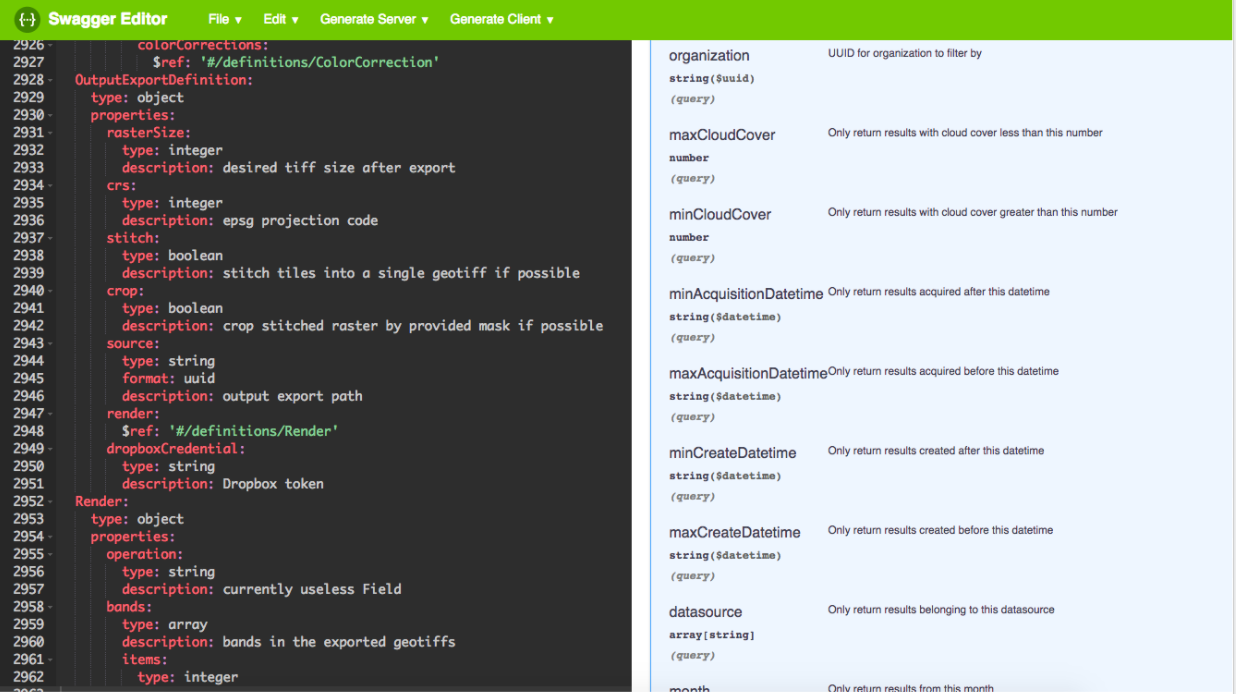 {··} Swagger Editor File ▾ Edit ▾ Generate Server ▾ Generate Client ▾
2926 colorCorrections:
2927 $ref: '#/definitions/ColorCorrection'
2928 OutputExportDefinition:
2929 type: object
2930 properties:
2931 rasterSize:
2932 type: integer
2933 description: desired tiff size after export
2934 crs:
2935 type: integer
2936 description: epsg projection code
2937 stitch:
2938 type: boolean
2939 description: stitch tiles into a single geotiff if possible
2940 crop:
2941 type: boolean
2942 description: crop stitched raster by provided mask if possible
2943 source:
2944 type: string
2945 format: uuid
2946 description: output export path
2947 render:
2948 $ref: '#/definitions/Render'
2949 dropboxCredential:
2950 type: string
2951 description: Dropbox token
2952 Render:
2953 type: object
2954 properties:
2955 operation:
2956 type: string
2957 description: currently useless Field
2958 bands:
2959 type: array
2960 description: bands in the exported geotiffs
2961 items:
2962 type: integer
organization UUID for organization to filter by
string($uuid)
(query)
maxCloudCover Only return results with cloud cover less than this number
number
(query)
minCloudCover Only return results with cloud cover greater than this number
number
(query)
minAcquisitionDatetime Only return results acquired after this datetime
string($datetime)
(query)
maxAcquisitionDatetime Only return results acquired before this datetime
string($datetime)
(query)
minCreateDatetime Only return results created after this datetime
string($datetime)
(query)
maxCreateDatetime Only return results created before this datetime
string($datetime)
(query)
datasource Only return results belonging to this datasource
array[string]
(query)
month Only return results from this month